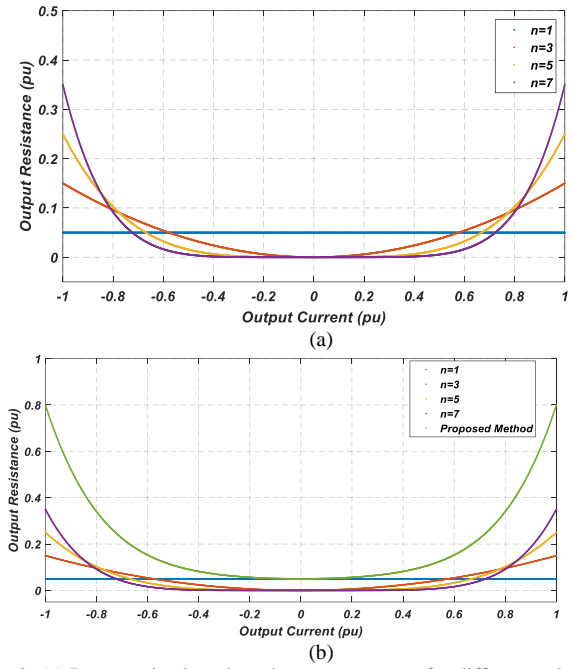 0.5
0.4
0.3
0.2
0.1
0
Output Resistance (pu)
n=1
n=3
n=5
n=7
-1 -0.8 -0.6 -0.4 -0.2 0 0.2 0.4 0.6 0.8 1
Output Current (pu)
(a)
1
0.8
0.6
0.4
0.2
0
Output Resistance (pu)
n=1
n=3
n=5
n=7
Proposed Method
-1 -0.8 -0.6 -0.4 -0.2 0 0.2 0.4 0.6 0.8 1
Output Current (pu)
(b)